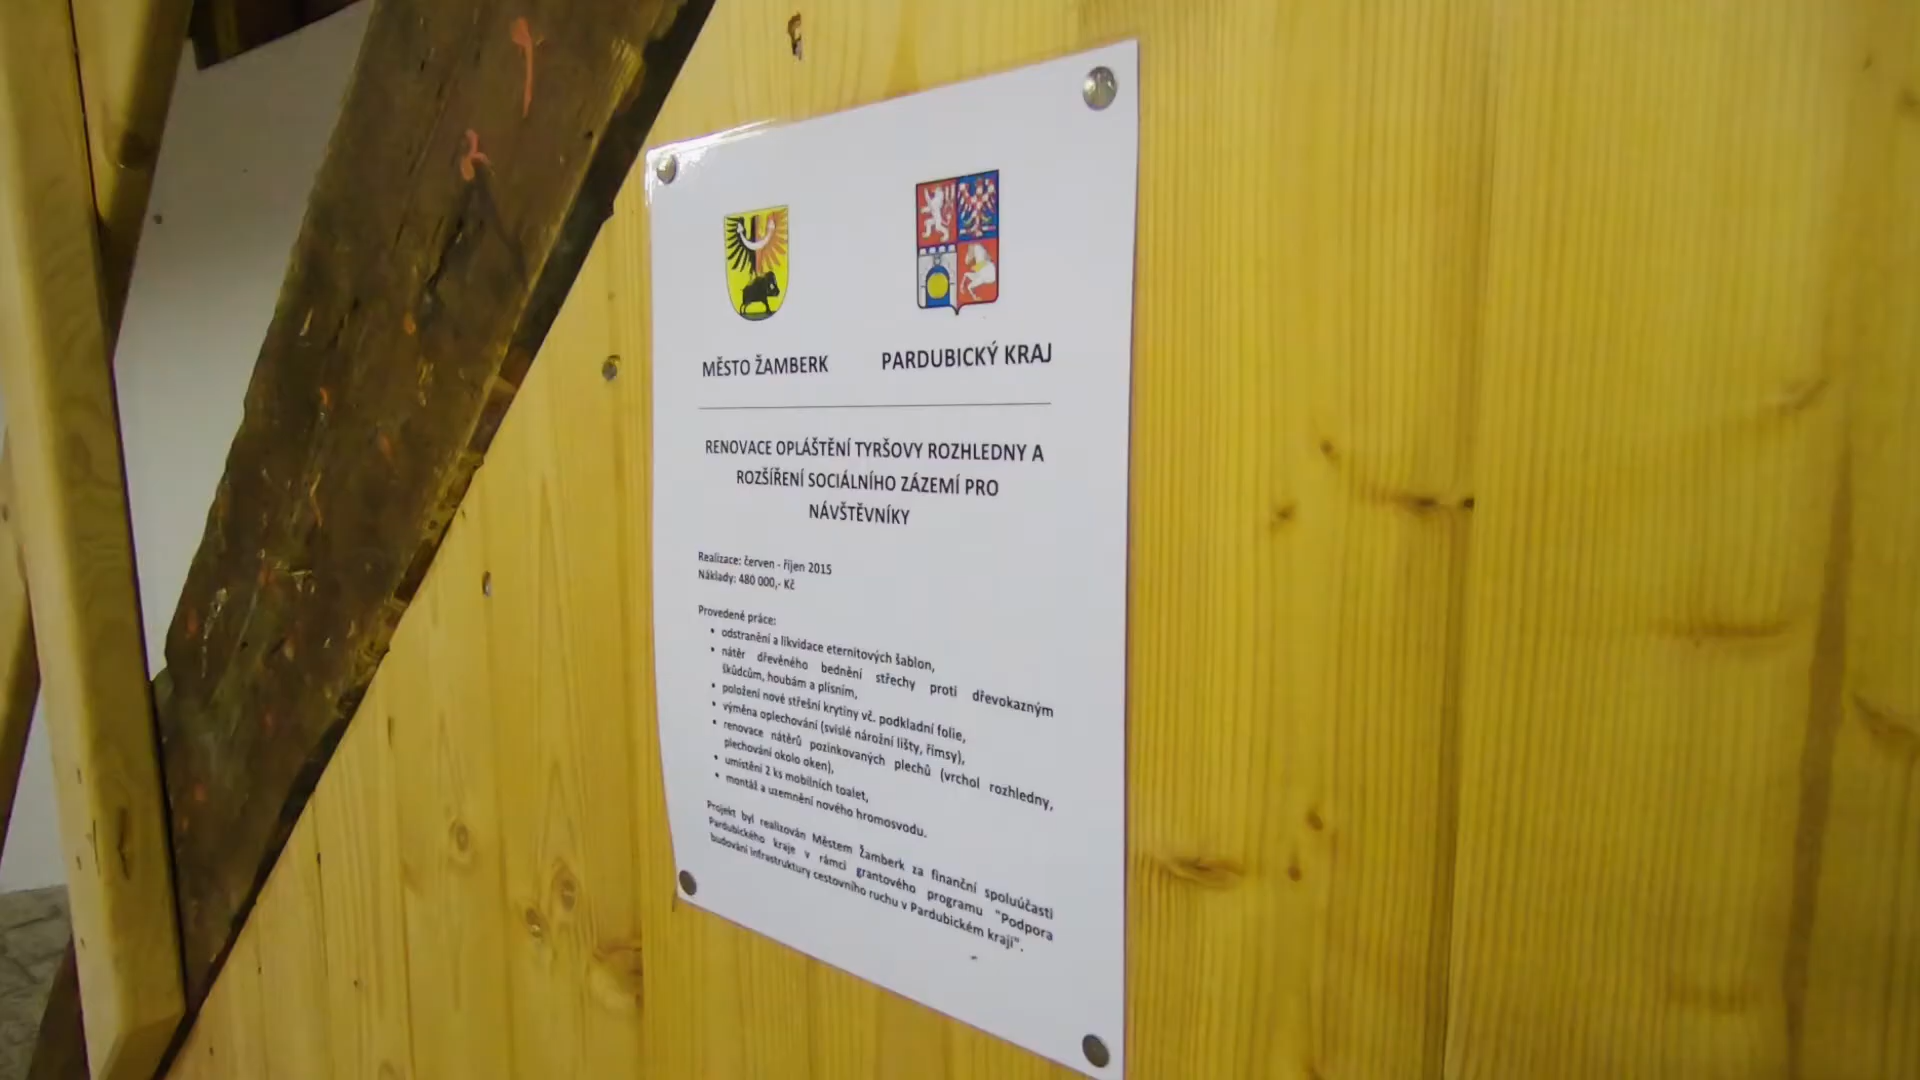 MĚSTO ŽAMBERK
PARDUBICKÝ KRAJ
RENOVACE OPLÁŠTĚNÍ TYRŠOVY ROZHLEDNY A
ROZŠÍŘENÍ SOCIÁLNÍHO ZÁZEMÍ PRO
NÁVŠTĚVNÍKY
Realizace: červen - říjen 2015
Náklady: 480 000,- Kč
Provedené práce:
• odstranění a likvidace eternitových šablon,
• nátěr dřevěného bednění střechy proti dřevokazným
škůdcům, houbám a plísním,
• položení nové střešní krytiny vč. podkladní folie,
• výměna oplechování (svislé nárožní lišty, římsy),
• renovace nátěrů pozinkovaných plechů (vrchol rozhledny,
plechování okolo oken),
• umístění 2 ks mobilních toalet,
• montáž a uzemnění nového hromosvodu.
Projekt byl realizován Městem Žamberk za finanční spoluúčasti
Pardubického kraje v rámci grantového programu "Podpora
budování infrastruktury cestovního ruchu v Pardubickém kraji".